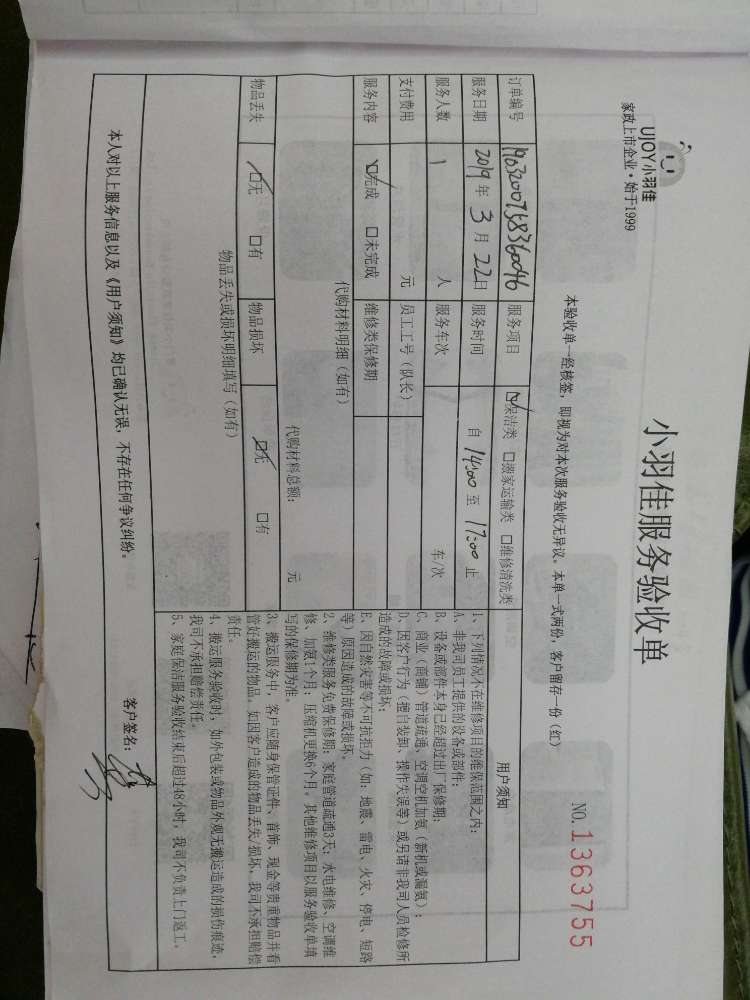 UJOY小羽佳
家政上市企业·始于1999
小羽佳服务验收单
NO. 1363755
本验收单一经核签，即视为对本次服务验收无异议。本单一式两份，客户留存一份（红）
订单编号 服务项目 ☑保洁类 □搬家运输类 □维修清洗类
服务日期 2019年 3月 22日 服务时间 自 14:00 至 17:00 止
服务人数 1 人 服务车次 车/次
支付费用 元 员工工号（队长）
服务内容 ☑完成 □未完成 维修类保修期
代购材料明细（如有）
代购材料总额： 元
物品丢失 ☑无 □有 物品损坏 ☑无 □有
物品丢失或损坏明细填写（如有）
用户须知
1、下列情况不在维修项目的维保范围之内：
A、非我司员工提供的设备或部件；
B、设备或部件本身已经超过出厂保修期；
C、商业（商铺）管道疏通、空调空机加氨（新机或漏氨）；
D、因客户行为（擅自装卸、操作失误等）或另请非我司人员检修所
造成的故障或损坏；
E、因自然灾害等不可抗拒力（如：地震、雷电、火灾、停电、短路
等）原因造成的故障或损坏。
2、维修类服务免费保修期：家庭管道疏通3天；水电维修、空调维
修、加氨1个月，压缩机更换6个月。其他维修项目以服务验收单填
写的保修期为准。
3、搬运服务中，客户应随身保管证件、首饰、现金等贵重物品并看
管好搬运的物品。如因客户造成的物品丢失/损坏，我司不承担赔偿
责任。
4、搬运服务验收时，如外包装或物品外观无搬运造成的损伤痕迹，
我司不承担赔偿责任。
5、家庭保洁服务验收结束后超过48小时，我司不负责上门返工。
本人对以上服务信息以及《用户须知》均已确认无误，不存在任何争议纠纷。
客户签名：